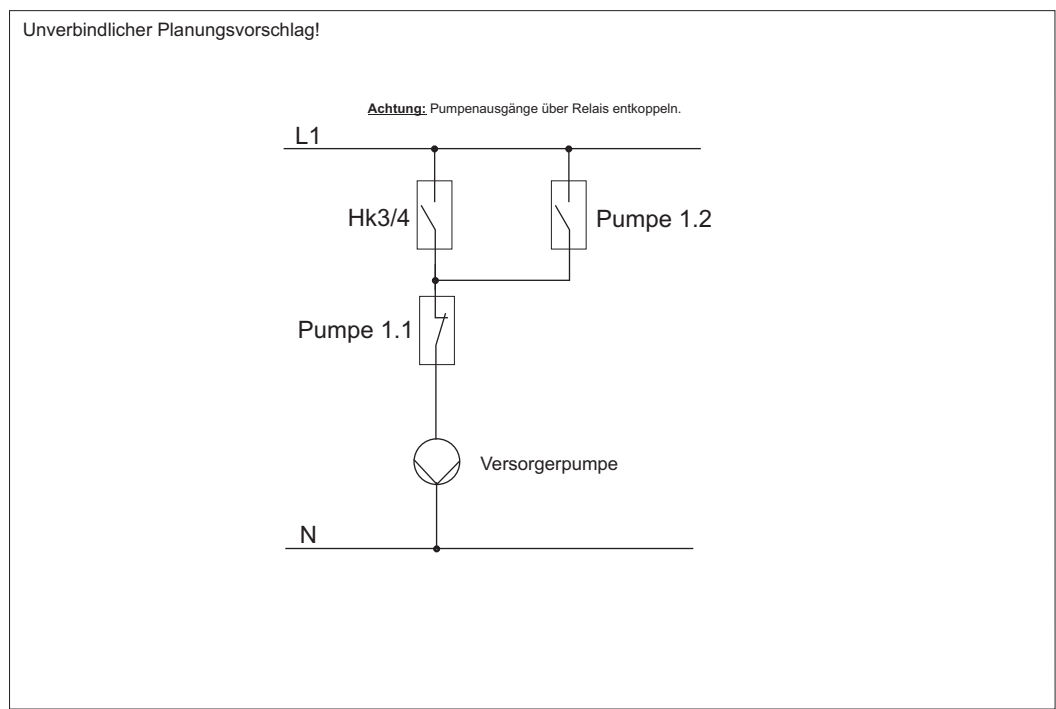 Unverbindlicher Planungsvorschlag!
Achtung: Pumpenausgänge über Relais entkoppeln.
L1
Hk3/4
Pumpe 1.2
Pumpe 1.1
Versorgerpumpe
N